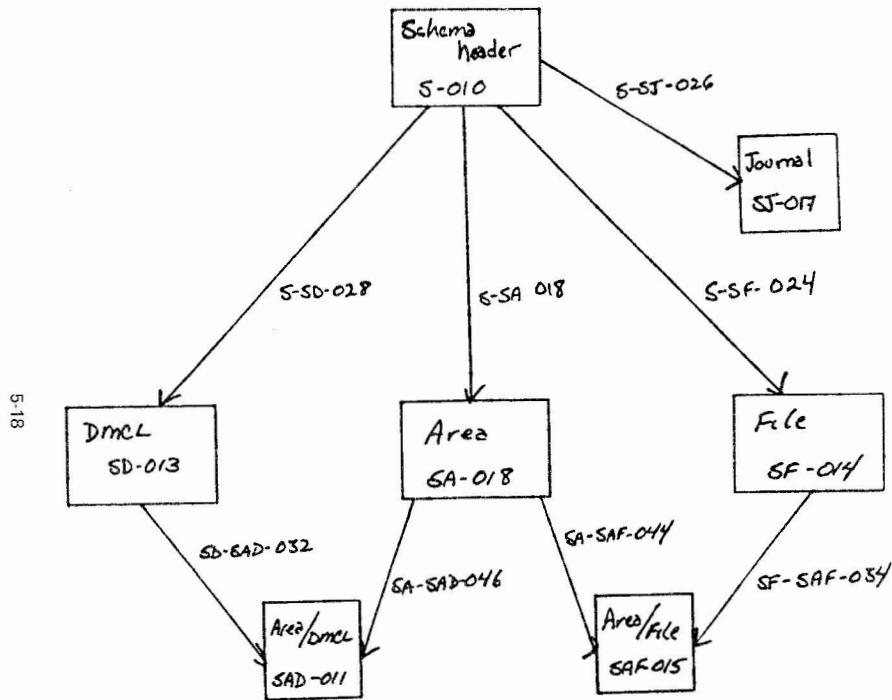 Schema
header
S-010
S-SJ-026
Journal
SJ-017
S-SD-028
S-SA 018
S-SF-024
5-18
DMCL
SD-013
Area
SA-018
File
SF-014
SD-SAD-032
SA-SAD-046
SA-SAF-044
SF-SAF-034
Area/DMCL
SAD-011
Area/File
SAF-015